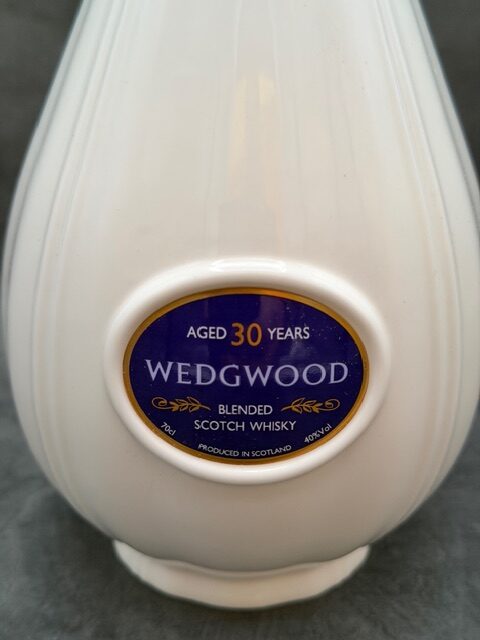 AGED 30 YEARS
WEDGWOOD
BLENDED
SCOTCH WHISKY
70cl
40%Vol
PRODUCED IN SCOTLAND